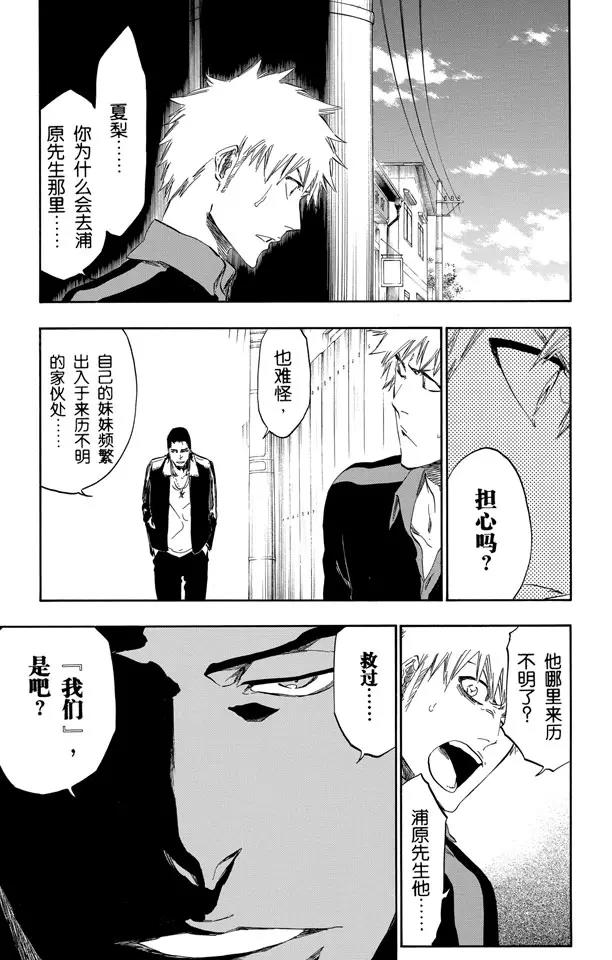 夏梨……
你为什么会去浦
原先生那里……
担心吗？
也难怪，
自己的妹妹频繁
出入于来历不明
的家伙处……
他哪里来历
不明了？
浦原先生他……
救过……
『我们』，
是吧？